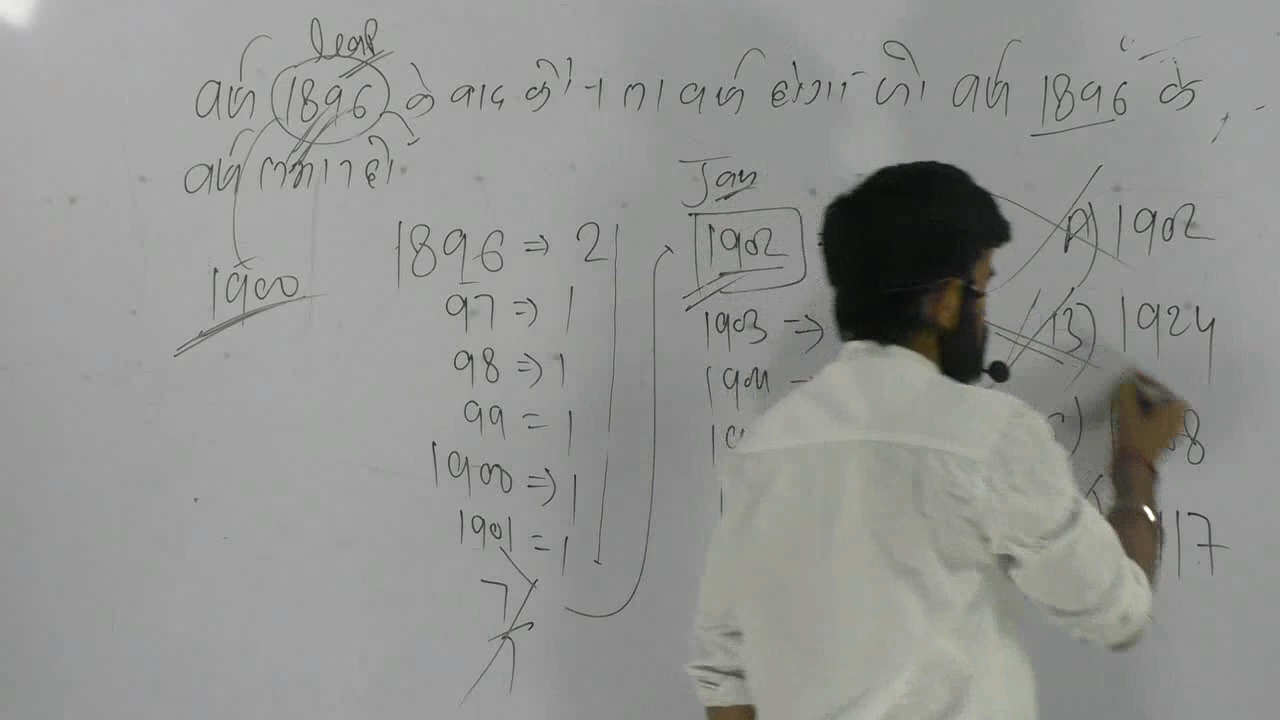 leap
वर्ष 1896 के बाद कौन सा वर्ष होगा जो वर्ष 1896 के
वर्ष समान हो
1900
1896 => 2
97 => 1
98 => 1
99 = 1
1900 => 1
1901 = 1
7
Jan
1902
1903 →
A) 1902
B) 1924
C)
8
17